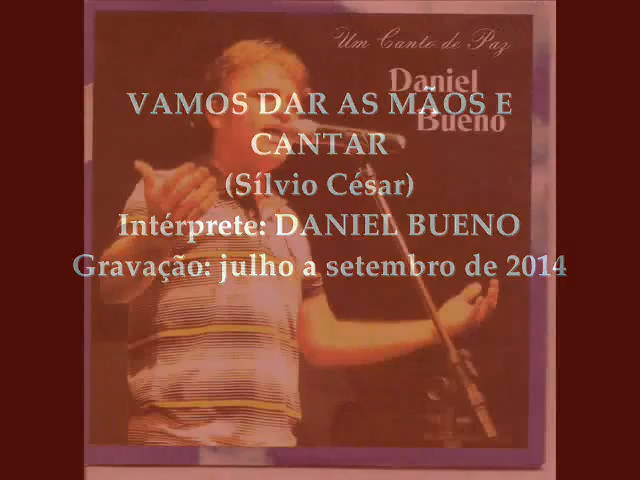 Um Canto de Paz
Daniel
Bueno
VAMOS DAR AS MÃOS E
CANTAR
(Sílvio César)
Intérprete: DANIEL BUENO
Gravação: julho a setembro de 2014